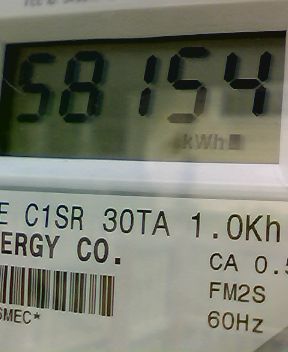 58154
kWh
E C1SR 30TA 1.0Kh
ERGY CO.
CA 0.5
FM2S
60Hz
SMEC*